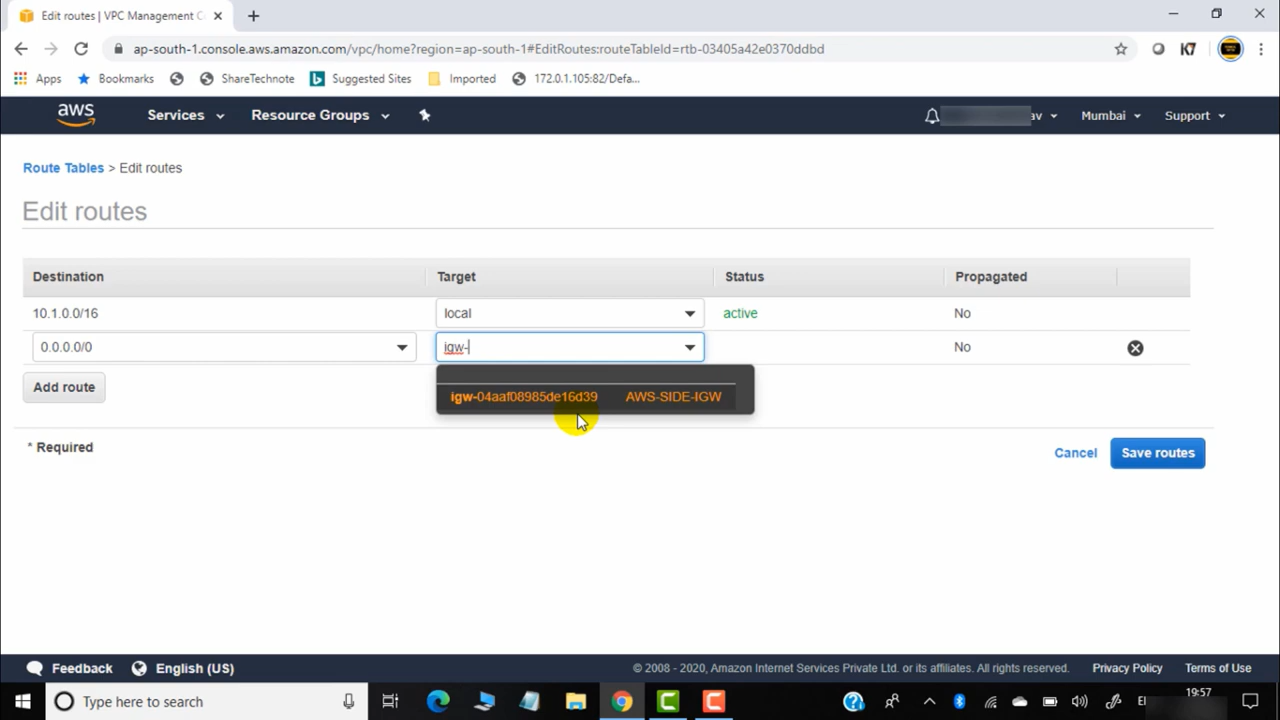 Edit routes | VPC Management C
ap-south-1.console.aws.amazon.com/vpc/home?region=ap-south-1#EditRoutes:routeTableId=rtb-03405a42e0370ddbd
K7
Apps Bookmarks ShareTechnote Suggested Sites Imported 172.0.1.105:82/Defa...
aws Services Resource Groups av Mumbai Support
Route Tables > Edit routes
Edit routes
Destination Target Status Propagated
10.1.0.0/16 local active No
0.0.0.0/0 igw- No
Add route
igw-04aaf08985de16d39 AWS-SIDE-IGW
* Required
Cancel Save routes
Feedback English (US) © 2008 - 2020, Amazon Internet Services Private Ltd. or its affiliates. All rights reserved. Privacy Policy Terms of Use
Type here to search
19:57